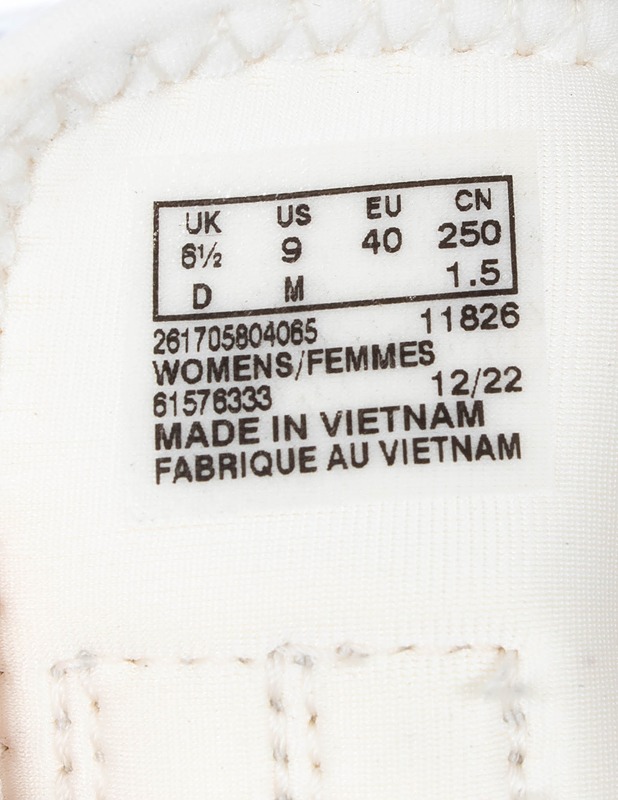 UK US EU CN
6½ 9 40 250
D M 1.5
261705804065 11826
WOMENS/FEMMES
61576333 12/22
MADE IN VIETNAM
FABRIQUE AU VIETNAM